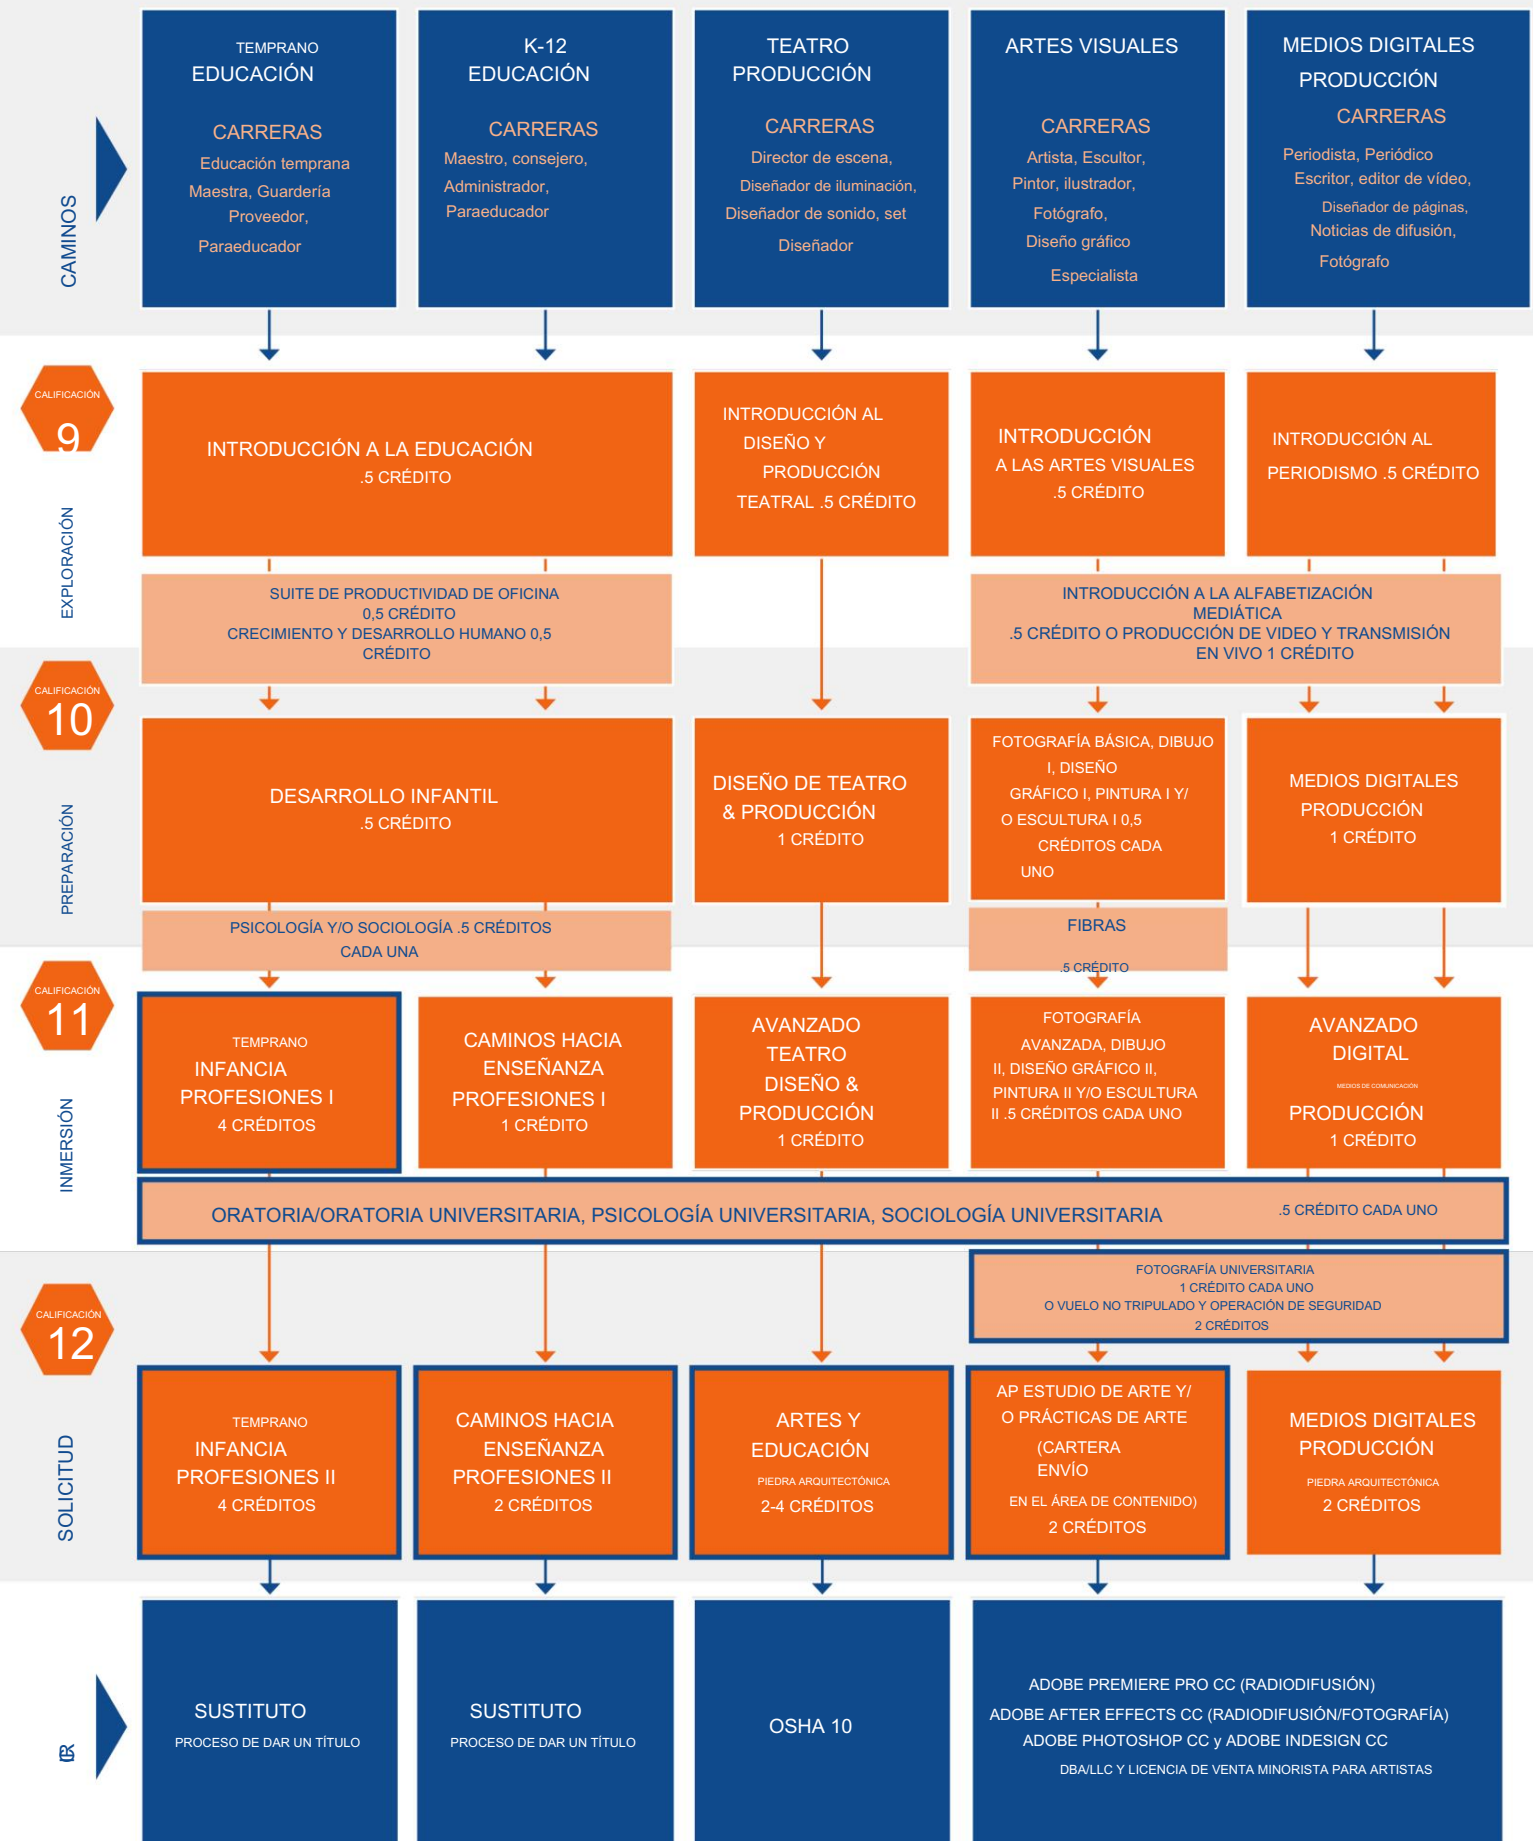 CAMINOS
TEMPRANO
EDUCACIÓN
CARRERAS
Educación temprana
Maestra, Guardería
Proveedor,
Paraeducador
K-12
EDUCACIÓN
CARRERAS
Maestro, consejero,
Administrador,
Paraeducador
TEATRO
PRODUCCIÓN
CARRERAS
Director de escena,
Diseñador de iluminación,
Diseñador de sonido, set
Diseñador
ARTES VISUALES
CARRERAS
Artista, Escultor,
Pintor, ilustrador,
Fotógrafo,
Diseño gráfico
Especialista
MEDIOS DIGITALES
PRODUCCIÓN
CARRERAS
Periodista, Periódico
Escritor, editor de vídeo,
Diseñador de páginas,
Noticias de difusión,
Fotógrafo
CALIFICACIÓN
9
EXPLORACIÓN
INTRODUCCIÓN A LA EDUCACIÓN
.5 CRÉDITO
INTRODUCCIÓN AL
DISEÑO Y
PRODUCCIÓN
TEATRAL .5 CRÉDITO
INTRODUCCIÓN
A LAS ARTES VISUALES
.5 CRÉDITO
INTRODUCCIÓN AL
PERIODISMO .5 CRÉDITO
SUITE DE PRODUCTIVIDAD DE OFICINA
0,5 CRÉDITO
CRECIMIENTO Y DESARROLLO HUMANO 0,5
CRÉDITO
INTRODUCCIÓN A LA ALFABETIZACIÓN
MEDIÁTICA
.5 CRÉDITO O PRODUCCIÓN DE VIDEO Y TRANSMISIÓN
EN VIVO 1 CRÉDITO
CALIFICACIÓN
10
PREPARACIÓN
DESARROLLO INFANTIL
.5 CRÉDITO
DISEÑO DE TEATRO
& PRODUCCIÓN
1 CRÉDITO
FOTOGRAFÍA BÁSICA, DIBUJO
I, DISEÑO
GRÁFICO I, PINTURA I Y/
O ESCULTURA I 0,5
CRÉDITOS CADA
UNO
MEDIOS DIGITALES
PRODUCCIÓN
1 CRÉDITO
PSICOLOGÍA Y/O SOCIOLOGÍA .5 CRÉDITOS
CADA UNA
FIBRAS
.5 CRÉDITO
CALIFICACIÓN
11
INMERSIÓN
TEMPRANO
INFANCIA
PROFESIONES I
4 CRÉDITOS
CAMINOS HACIA
ENSEÑANZA
PROFESIONES I
1 CRÉDITO
AVANZADO
TEATRO
DISEÑO &
PRODUCCIÓN
1 CRÉDITO
FOTOGRAFÍA
AVANZADA, DIBUJO
II, DISEÑO GRÁFICO II,
PINTURA II Y/O ESCULTURA
II .5 CRÉDITOS CADA UNO
AVANZADO
DIGITAL
MEDIOS DE COMUNICACIÓN
PRODUCCIÓN
1 CRÉDITO
ORATORIA/ORATORIA UNIVERSITARIA, PSICOLOGÍA UNIVERSITARIA, SOCIOLOGÍA UNIVERSITARIA .5 CRÉDITO CADA UNO
FOTOGRAFÍA UNIVERSITARIA
1 CRÉDITO CADA UNO
O VUELO NO TRIPULADO Y OPERACIÓN DE SEGURIDAD
2 CRÉDITOS
CALIFICACIÓN
12
SOLICITUD
TEMPRANO
INFANCIA
PROFESIONES II
4 CRÉDITOS
CAMINOS HACIA
ENSEÑANZA
PROFESIONES II
2 CRÉDITOS
ARTES Y
EDUCACIÓN
PIEDRA ARQUITECTÓNICA
2-4 CRÉDITOS
AP ESTUDIO DE ARTE Y/
O PRÁCTICAS DE ARTE
(CARTERA
ENVÍO
EN EL ÁREA DE CONTENIDO)
2 CRÉDITOS
MEDIOS DIGITALES
PRODUCCIÓN
PIEDRA ARQUITECTÓNICA
2 CRÉDITOS
SUSTITUTO
PROCESO DE DAR UN TÍTULO
SUSTITUTO
PROCESO DE DAR UN TÍTULO
OSHA 10
ADOBE PREMIERE PRO CC (RADIODIFUSIÓN)
ADOBE AFTER EFFECTS CC (RADIODIFUSIÓN/FOTOGRAFÍA)
ADOBE PHOTOSHOP CC y ADOBE INDESIGN CC
DBA/LLC Y LICENCIA DE VENTA MINORISTA PARA ARTISTAS